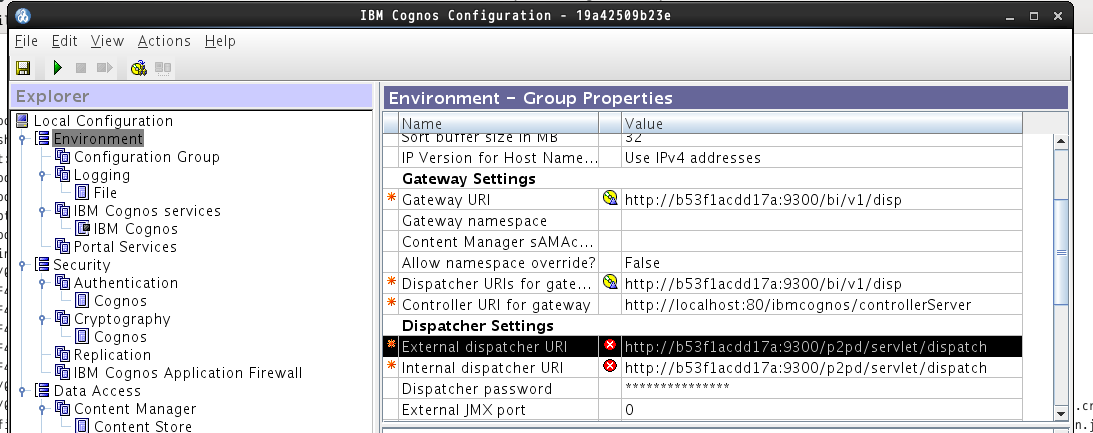 IBM Cognos Configuration - 19a42509b23e
File Edit View Actions Help
Explorer
Local Configuration
Environment
Configuration Group
Logging
File
IBM Cognos services
IBM Cognos
Portal Services
Security
Authentication
Cognos
Cryptography
Cognos
Replication
IBM Cognos Application Firewall
Data Access
Content Manager
Content Store
Environment - Group Properties
Name Value
Sort buffer size in MB 32
IP Version for Host Name... Use IPv4 addresses
Gateway Settings
* Gateway URI http://b53f1acdd17a:9300/bi/v1/disp
Gateway namespace
Content Manager sAMAc...
Allow namespace override? False
* Dispatcher URIs for gate... http://b53f1acdd17a:9300/bi/v1/disp
* Controller URI for gateway http://localhost:80/ibmcognos/controllerServer
Dispatcher Settings
* External dispatcher URI http://b53f1acdd17a:9300/p2pd/servlet/dispatch
* Internal dispatcher URI http://b53f1acdd17a:9300/p2pd/servlet/dispatch
Dispatcher password ***************
External JMX port 0